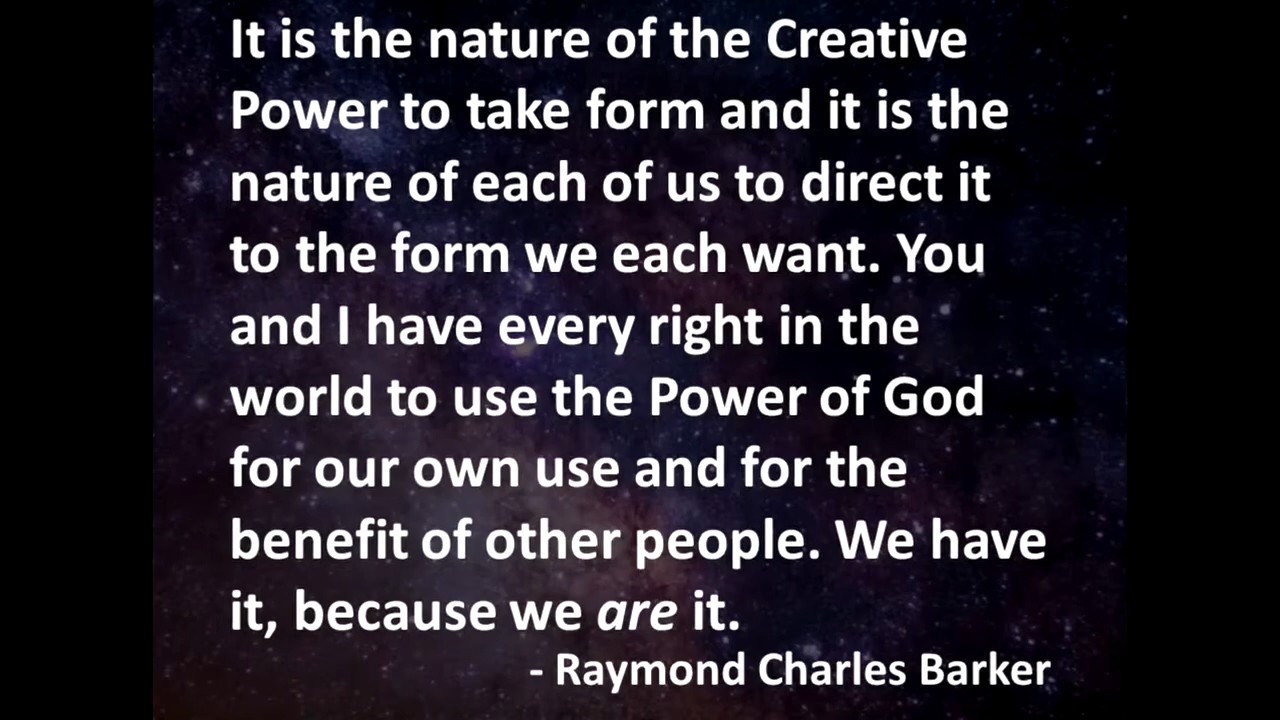 It is the nature of the Creative
Power to take form and it is the
nature of each of us to direct it
to the form we each want. You
and I have every right in the
world to use the Power of God
for our own use and for the
benefit of other people. We have
it, because we are it.
- Raymond Charles Barker